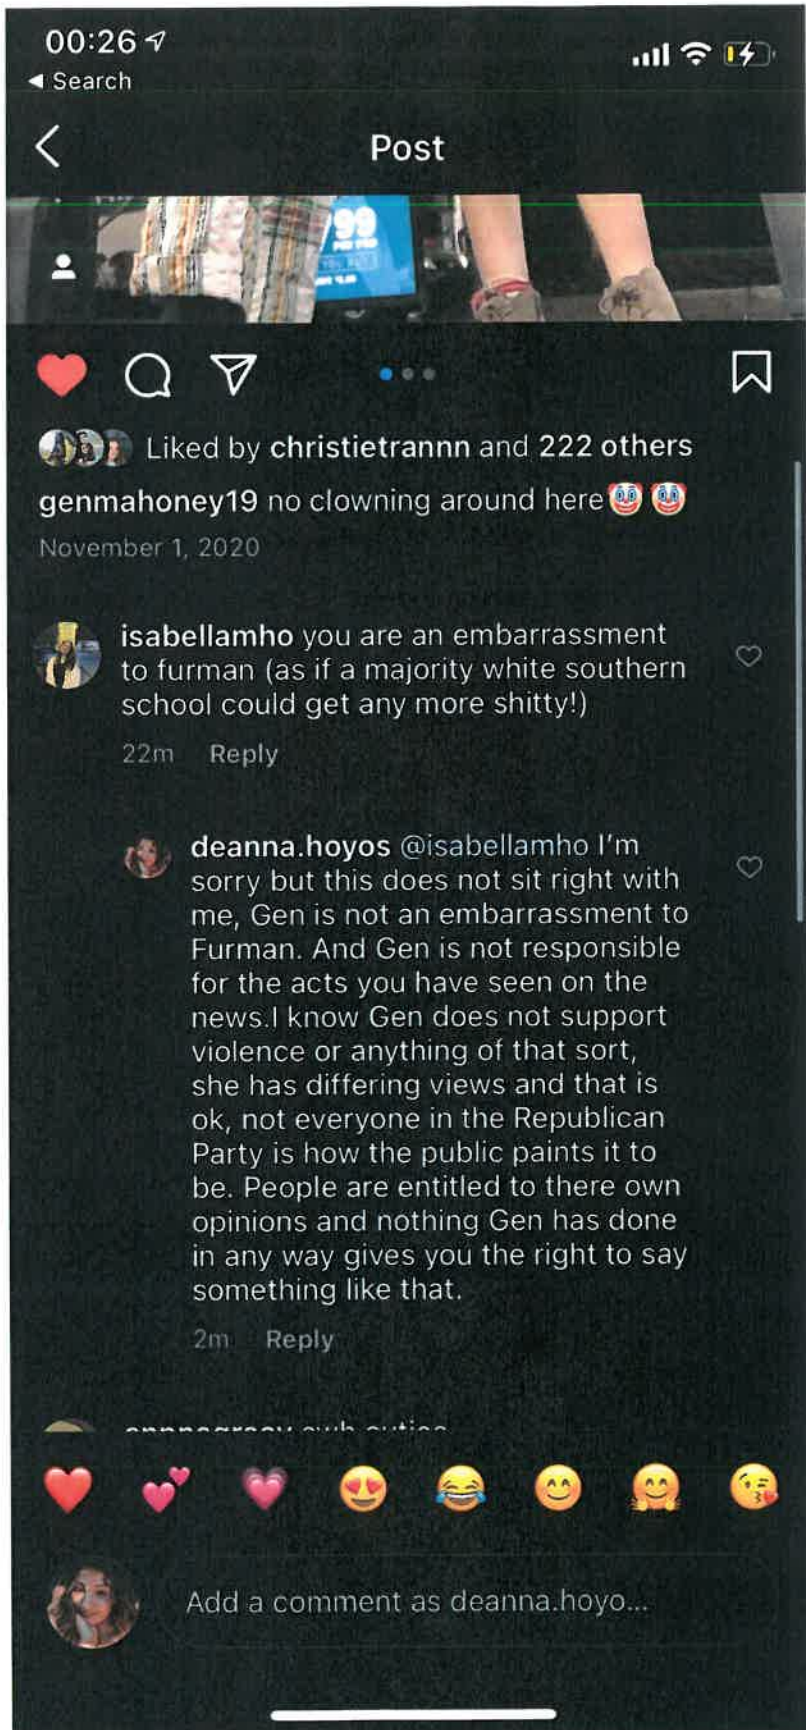 00:26
◀ Search
Post
99
Liked by christietrannn and 222 others
genmahoney19 no clowning around here🤡🤡
November 1, 2020
isabellamho you are an embarrassment
to furman (as if a majority white southern
school could get any more shitty!)
22m Reply
deanna.hoyos @isabellamho I'm
sorry but this does not sit right with
me, Gen is not an embarrassment to
Furman. And Gen is not responsible
for the acts you have seen on the
news.I know Gen does not support
violence or anything of that sort,
she has differing views and that is
ok, not everyone in the Republican
Party is how the public paints it to
be. People are entitled to there own
opinions and nothing Gen has done
in any way gives you the right to say
something like that.
2m Reply
Add a comment as deanna.hoyo...